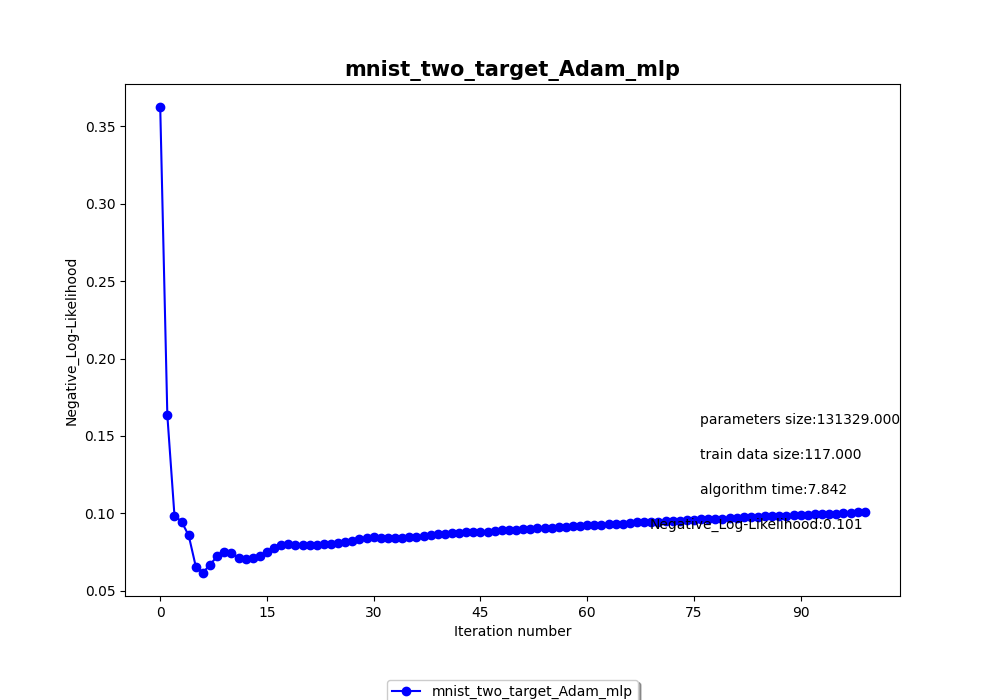 mnist_two_target_Adam_mlp
Negative_Log-Likelihood
0.35
0.30
0.25
0.20
0.15
0.10
0.05
parameters size:131329.000
train data size:117.000
algorithm time:7.842
Negative_Log-Likelihood:0.101
0 15 30 45 60 75 90
Iteration number
mnist_two_target_Adam_mlp